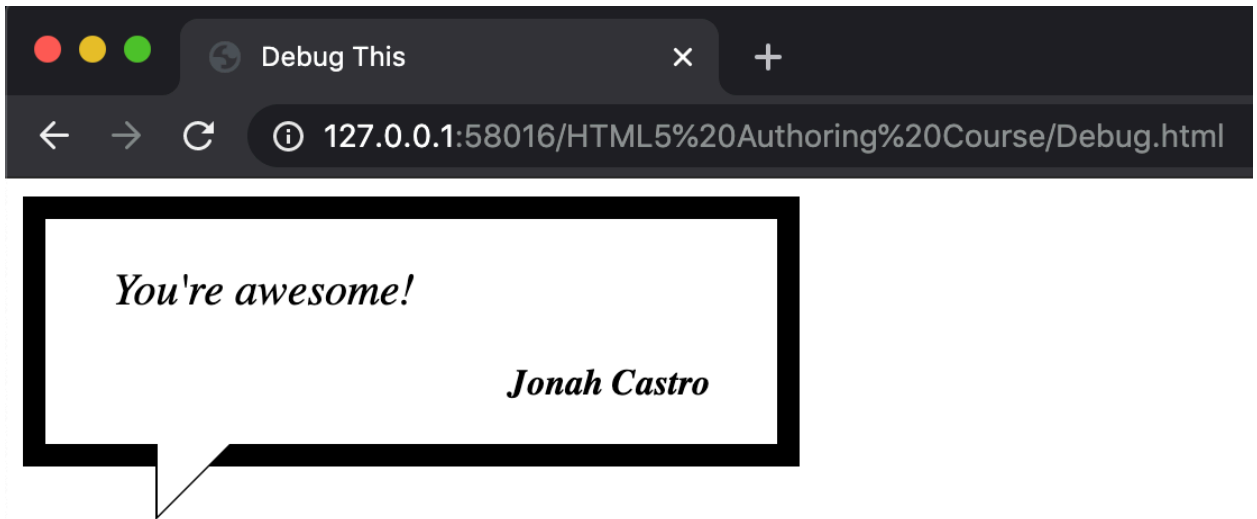 Debug This
127.0.0.1:58016/HTML5%20Authoring%20Course/Debug.html
You're awesome!
Jonah Castro